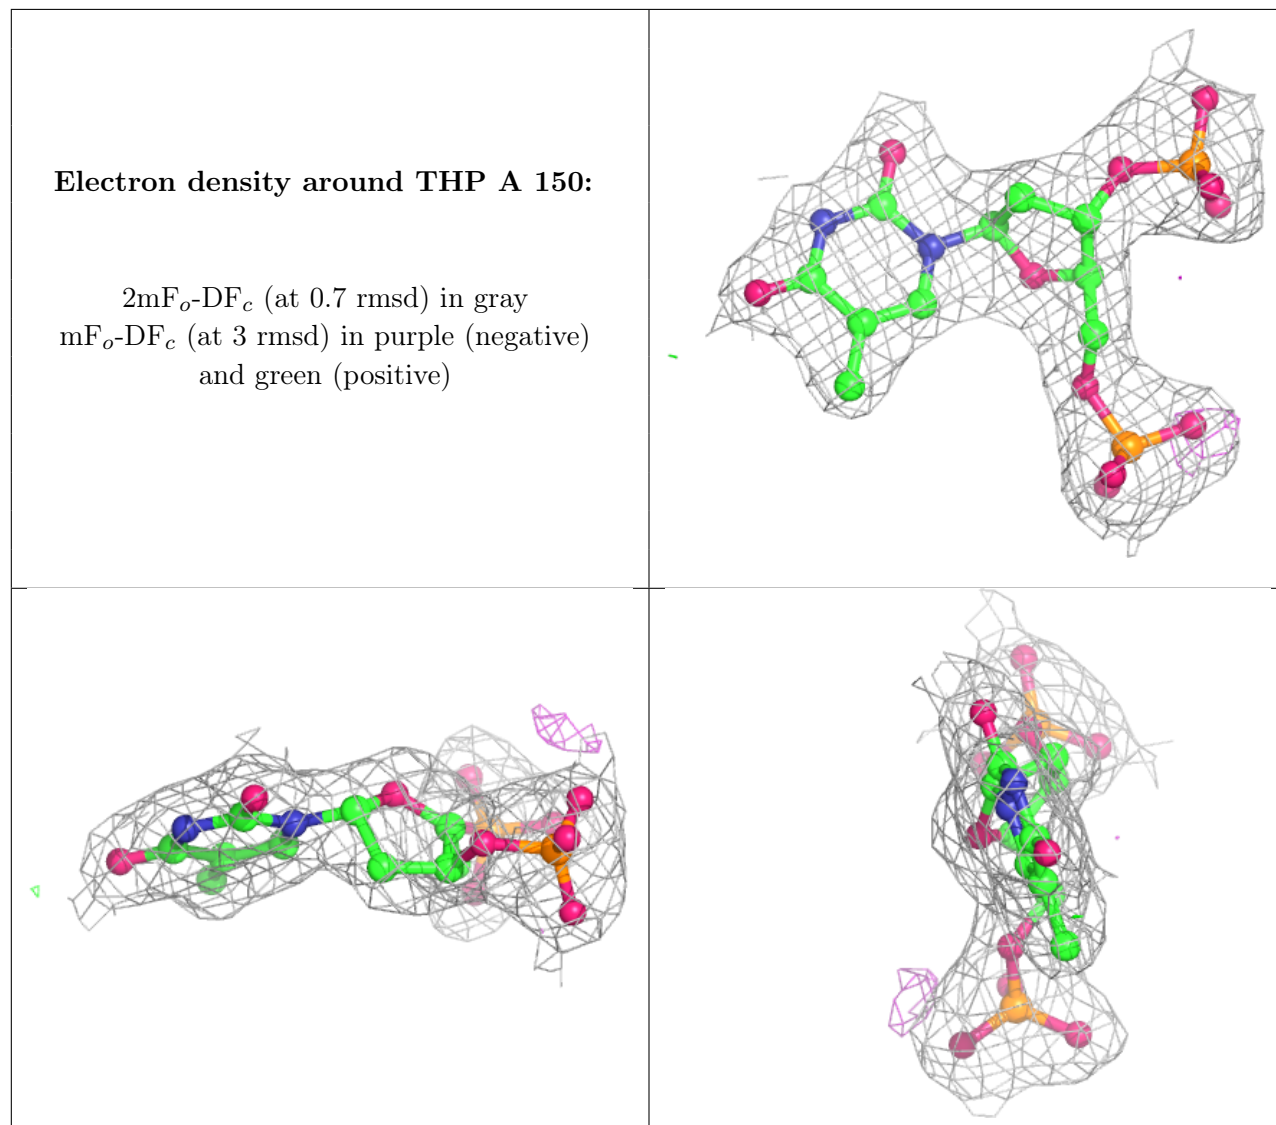 Electron density around THP A 150:
2mFo-DFc (at 0.7 rmsd) in gray
mFo-DFc (at 3 rmsd) in purple (negative)
and green (positive)